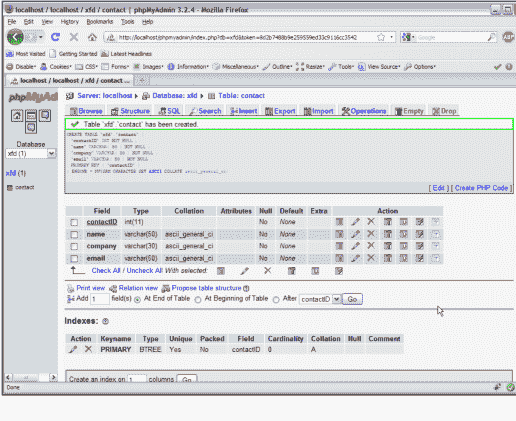 localhost / localhost / xfd / contact | phpMyAdmin 3.2.4 - Mozilla Firefox
File Edit View History Bookmarks Tools Help
Most Visited Getting Started Latest Headlines
Disable Cookies CSS Forms Images Information Miscellaneous Outline Resize Tools View Source Options
localhost / localhost / xfd / contact ...
phpMyAd
Server: localhost Database: xfd Table: contact
Browse Structure SQL Search Insert Export Import Operations Empty Drop
Table `xfd`.`contact` has been created.
Database
xfd (1)
xfd (1)
contact
[ Edit ] [ Create PHP Code ]
Field Type Collation Attributes Null Default Extra Action
contactID int(11) No None
name varchar(50) ascii_general_ci No None
company varchar(30) ascii_general_ci No None
email varchar(50) ascii_general_ci No None
Check All / Uncheck All With selected:
Print view Relation view Propose table structure
Add 1 field(s) At End of Table At Beginning of Table After contactID Go
Indexes:
Action Keyname Type Unique Packed Field Cardinality Collation Null Comment
PRIMARY BTREE Yes No contactID 0 A
Create an index on 1 columns Go
Done